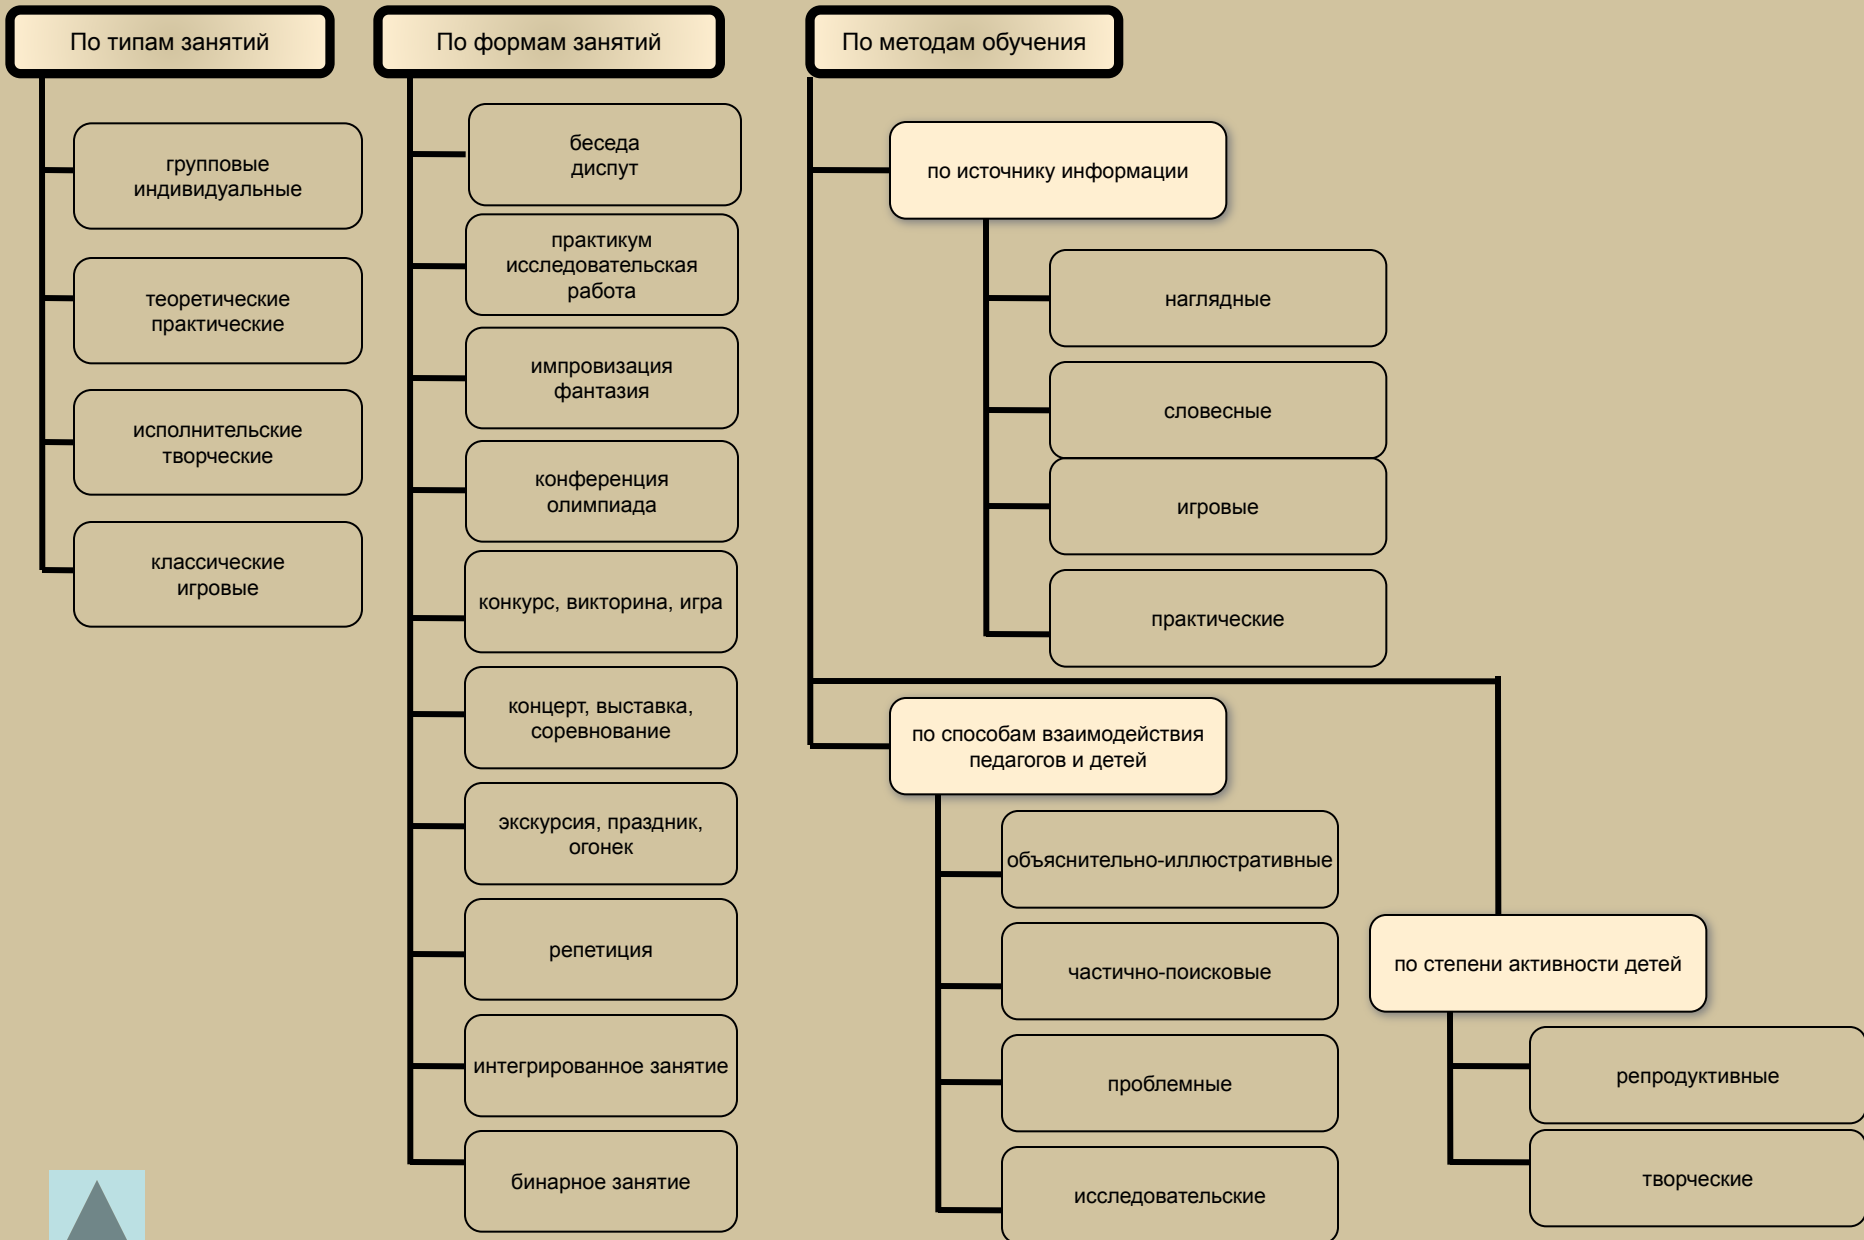 По типам занятий
групповые
индивидуальные
теоретические
практические
исполнительские
творческие
классические
игровые
По формам занятий
беседа
диспут
практикум
исследовательская
работа
импровизация
фантазия
конференция
олимпиада
конкурс, викторина, игра
концерт, выставка,
соревнование
экскурсия, праздник,
огонек
репетиция
интегрированное занятие
бинарное занятие
По методам обучения
по источнику информации
наглядные
словесные
игровые
практические
по способам взаимодействия
педагогов и детей
объяснительно-иллюстративные
частично-поисковые
проблемные
исследовательские
по степени активности детей
репродуктивные
творческие